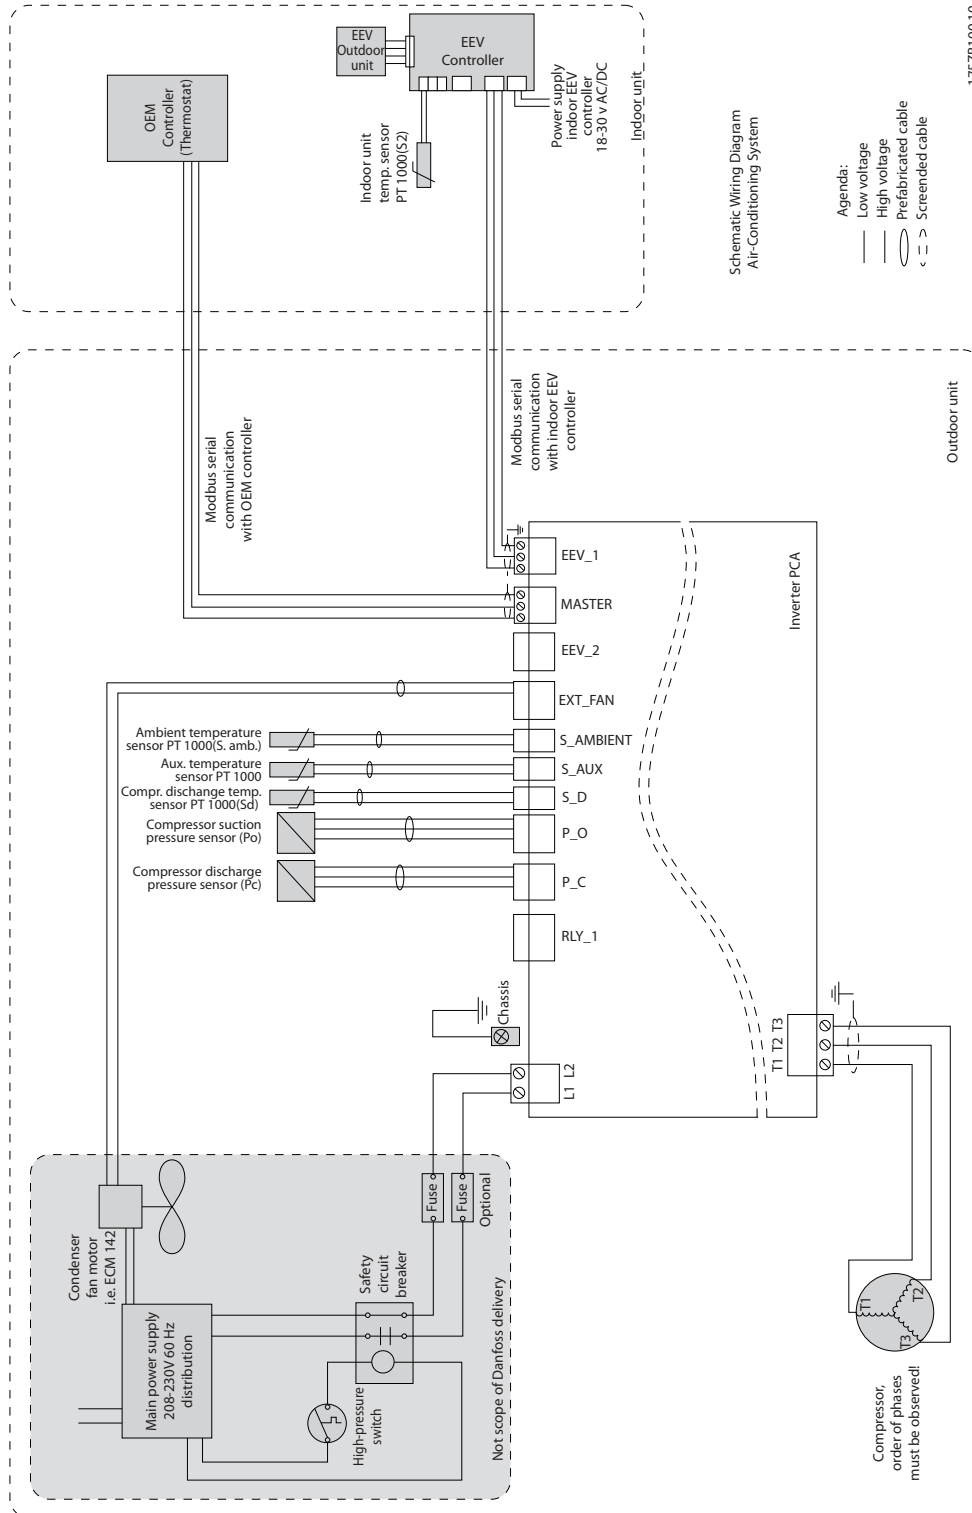 EEV
Outdoor
unit
EEV
Controller
OEM
Controller
(Thermostat)
Indoor unit
temp. sensor
PT 1000(S2)
Power supply
indoor EEV
controller
18-30 v AC/DC
Indoor unit
Schematic Wiring Diagram
Air-Conditioning System
Agenda:
Low voltage
High voltage
Prefabricated cable
Screended cable
Modbus serial
communication
with OEM controller
Modbus serial
communication
with indoor EEV
controller
Outdoor unit
EEV_1
MASTER
EEV_2
EXT_FAN
S_AMBIENT
S_AUX
S_D
P_O
P_C
RLY_1
Inverter PCA
Ambient temperature
sensor PT 1000(S. amb.)
Aux. temperature
sensor PT 1000
Compr. discharge temp.
sensor PT 1000(Sd)
Compressor suction
pressure sensor (Po)
Compressor discharge
pressure sensor (Pc)
Chassis
L1 L2
T1 T2 T3
Condenser
fan motor
i.e. ECM 142
Main power supply
208-230V 60 Hz
distribution
Safety
circuit
breaker
Fuse
Fuse
Optional
High-pressure
switch
Not scope of Danfoss delivery
T1
T2
T3
Compressor,
order of phases
must be observed!